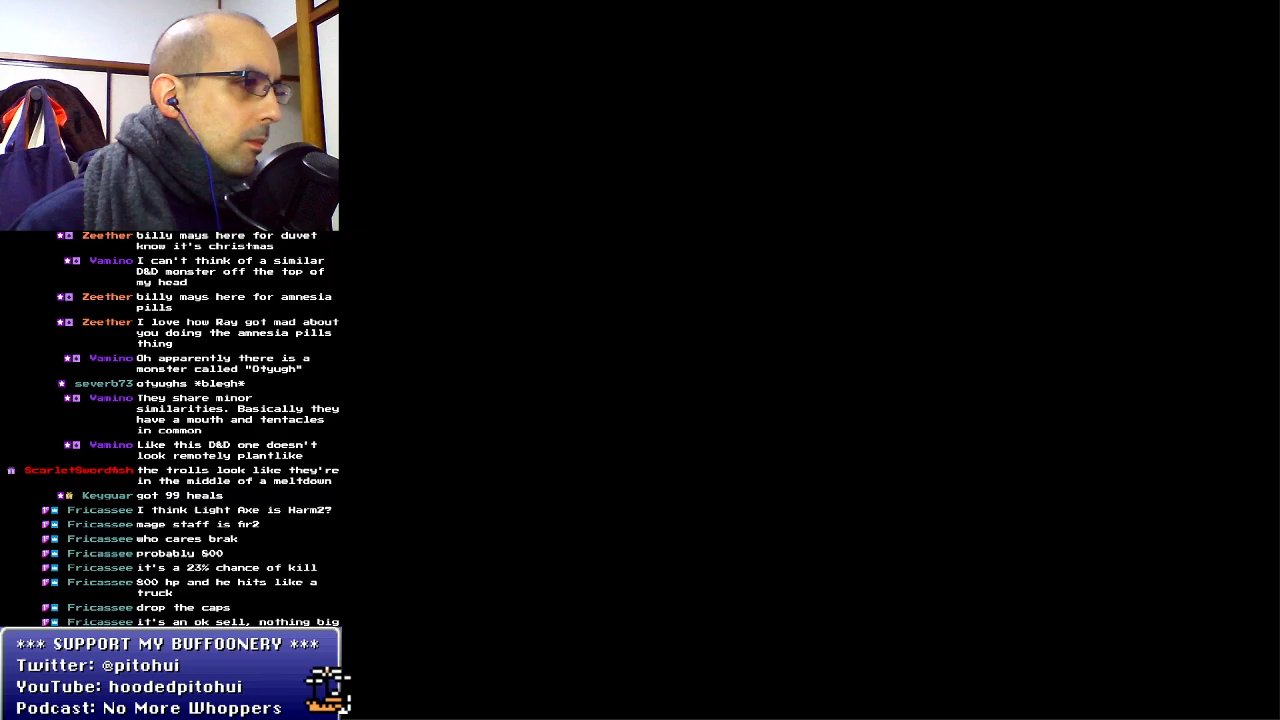 Zeether billy mays here for duvet
know it's christmas
Vamino I can't think of a similar
D&D monster off the top of
my head
Zeether billy mays here for amnesia
pills
Zeether I love how Ray got mad about
you doing the amnesia pills
thing
Vamino Oh apparently there is a
monster called "Otyugh"
severb73 otyughs *blegh*
Vamino They share minor
similarities. Basically they
have a mouth and tentacles
in common
Vamino Like this D&D one doesn't
look remotely plantlike
ScarletSwordfish the trolls look like they're
in the middle of a meltdown
Keyguar got 99 heals
Fricassee I think Light Axe is Harm2?
Fricassee mage staff is fir2
Fricassee who cares brak
Fricassee probably 800
Fricassee it's a 23% chance of kill
Fricassee 800 hp and he hits like a
truck
Fricassee drop the caps
Fricassee it's an ok sell, nothing big
*** SUPPORT MY BUFFOONERY ***
Twitter: @pitohui
YouTube: hoodedpitohui
Podcast: No More Whoppers